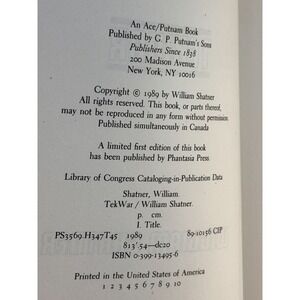 An Ace/Putnam Book
Published by G. P. Putnam's Sons
Publishers Since 1838
200 Madison Avenue
New York, NY 10016
Copyright © 1989 by William Shatner
All rights reserved. This book, or parts thereof,
may not be reproduced in any form without permission.
Published simultaneously in Canada
A limited first edition of this book
has been published by Phantasia Press.
Library of Congress Cataloging-in-Publication Data
Shatner, William.
TekWar / William Shatner.
p. cm.
I. Title.
PS3569.H347T45 1989 89-10156 CIP
813'.54—dc20
ISBN 0-399-13495-6
Printed in the United States of America
1 2 3 4 5 6 7 8 9 10